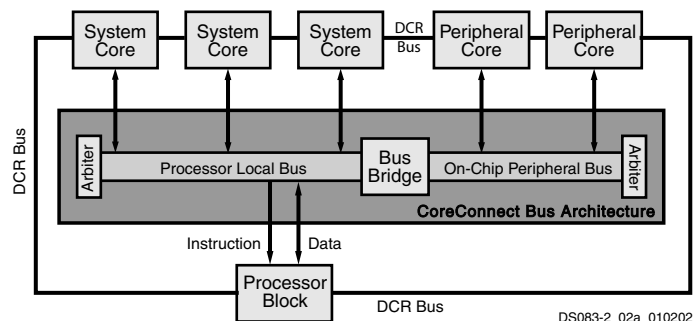 System
Core
System
Core
System
Core
DCR
Bus
Peripheral
Core
Peripheral
Core
DCR Bus
Arbiter
Processor Local Bus
Bus
Bridge
On-Chip Peripheral Bus
Arbiter
CoreConnect Bus Architecture
Instruction
Data
Processor
Block
DCR Bus
DS083-2_02a_010202